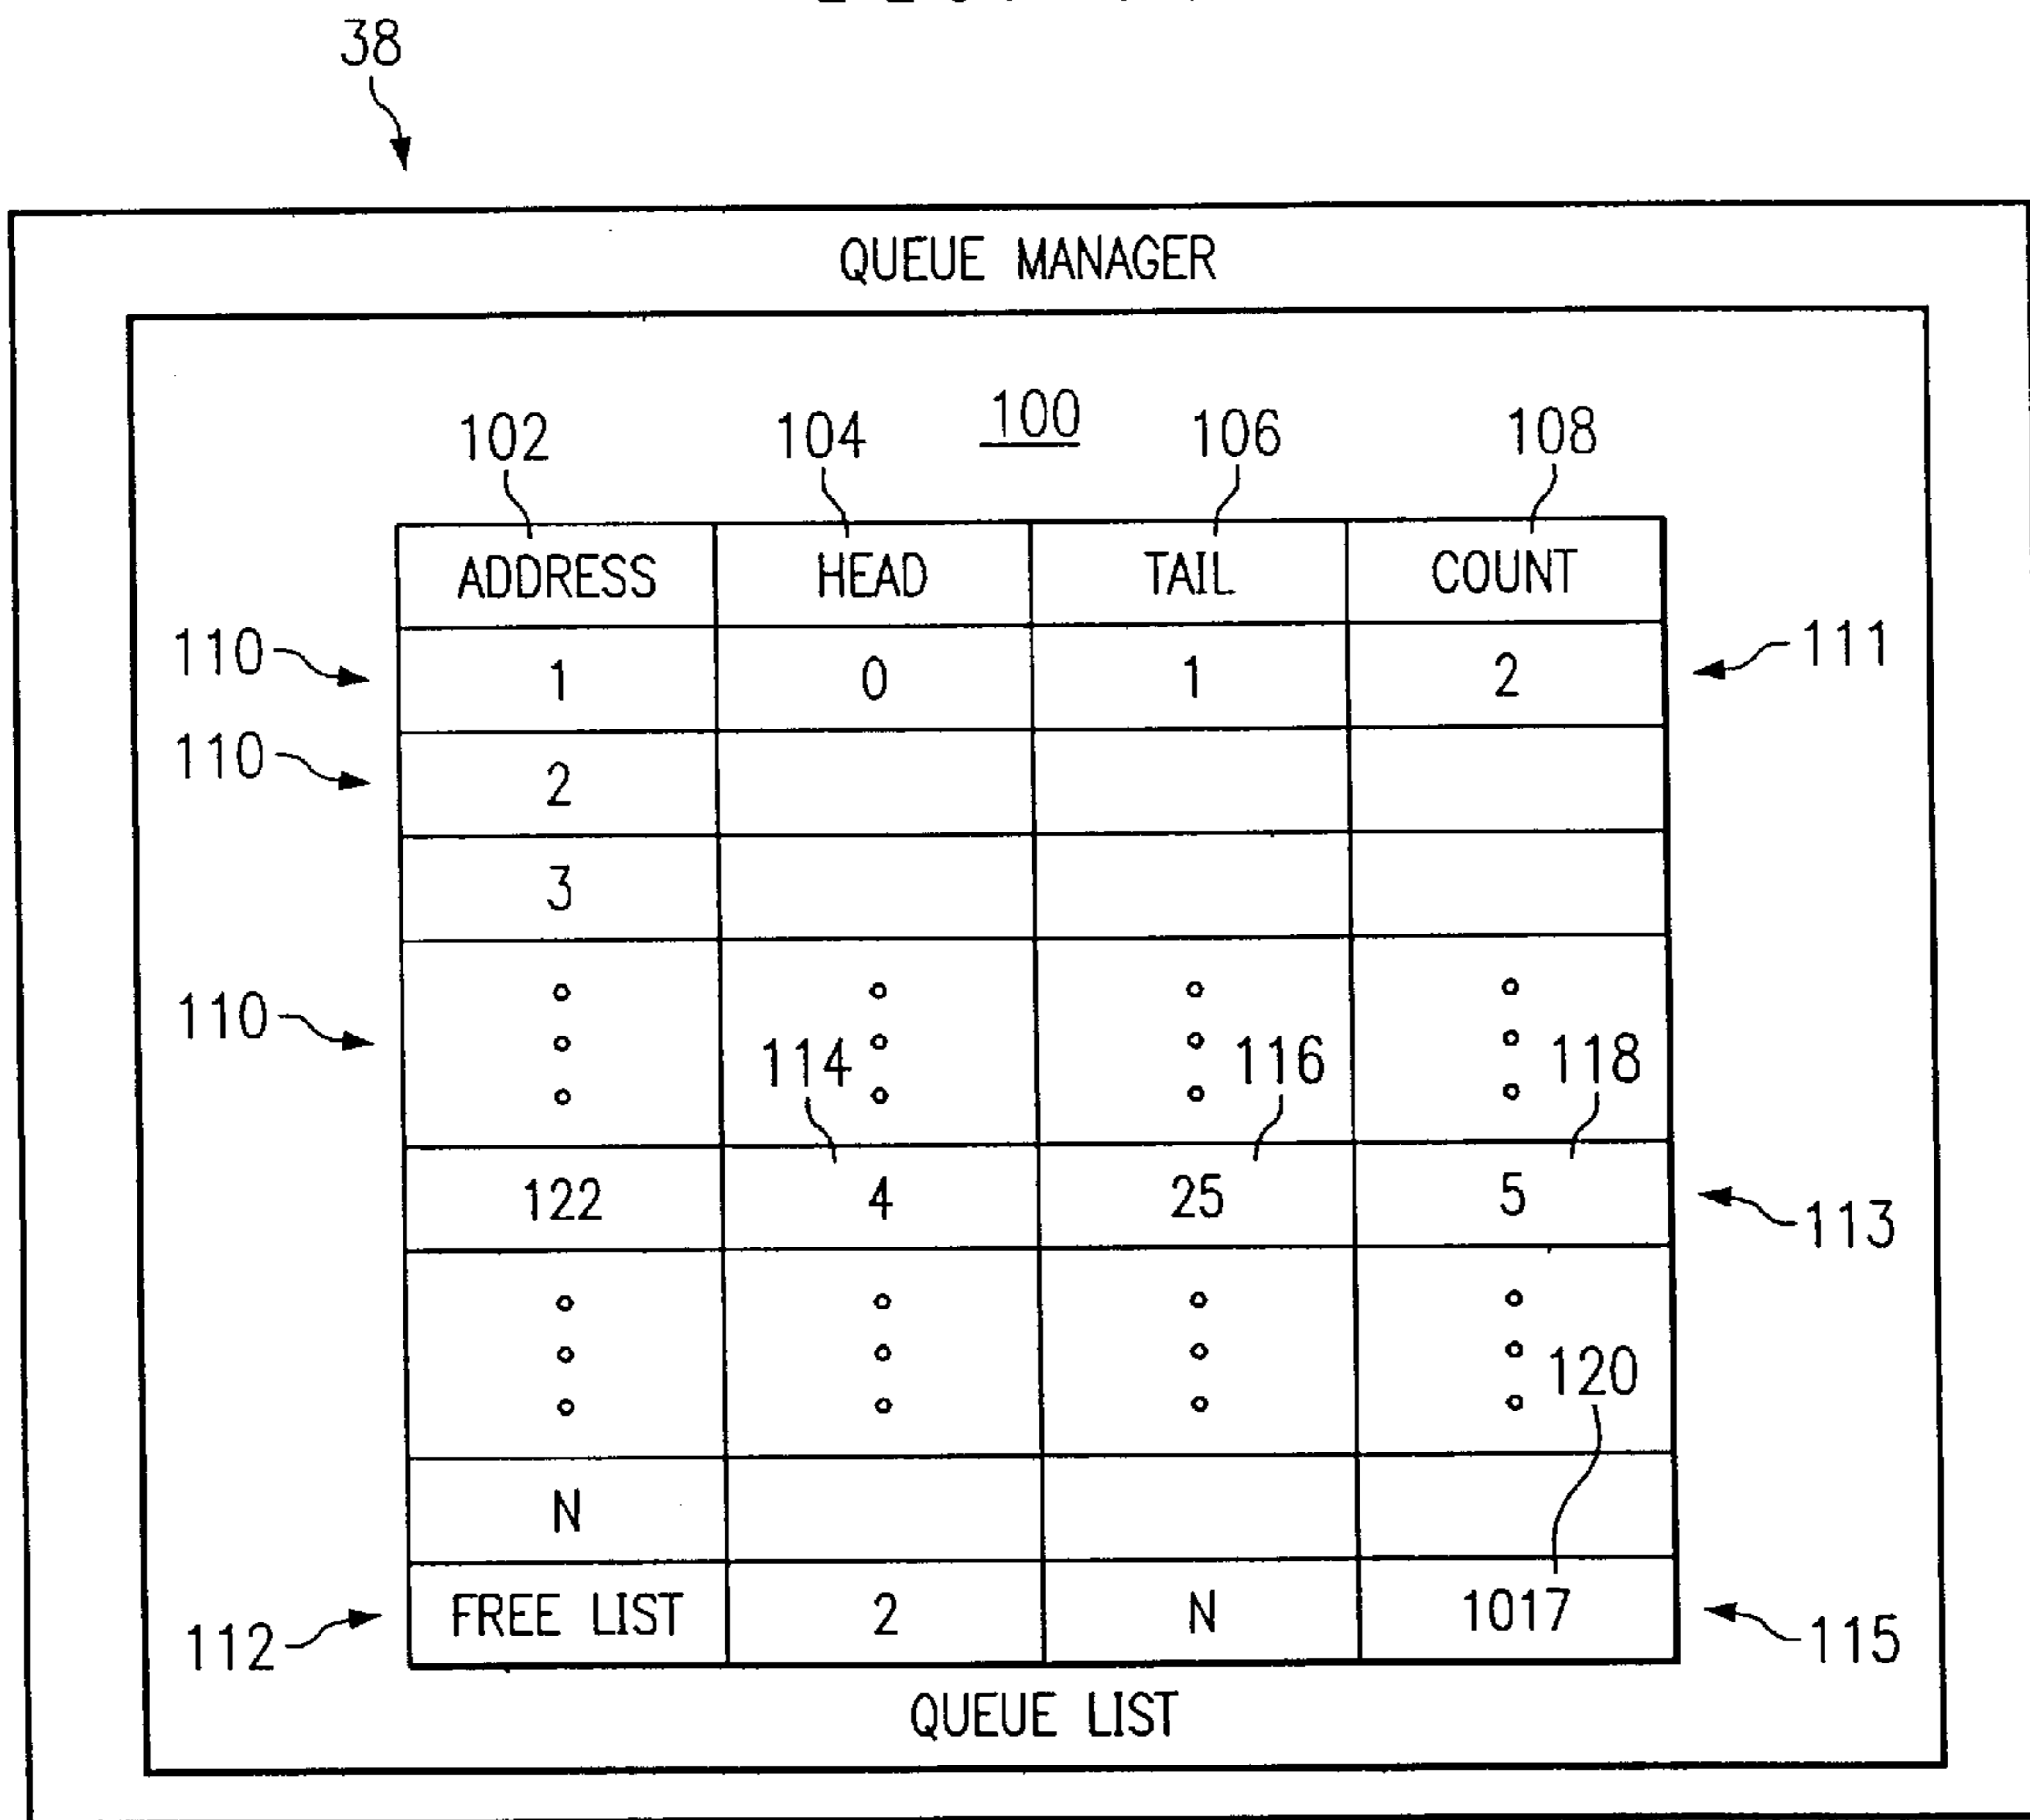 38
QUEUE MANAGER
100
102 104 106 108
ADDRESS HEAD TAIL COUNT
110 1 0 1 2 111
110 2
3
110
114 116 118
122 4 25 5 113
120
N
112 FREE LIST 2 N 1017 115
QUEUE LIST